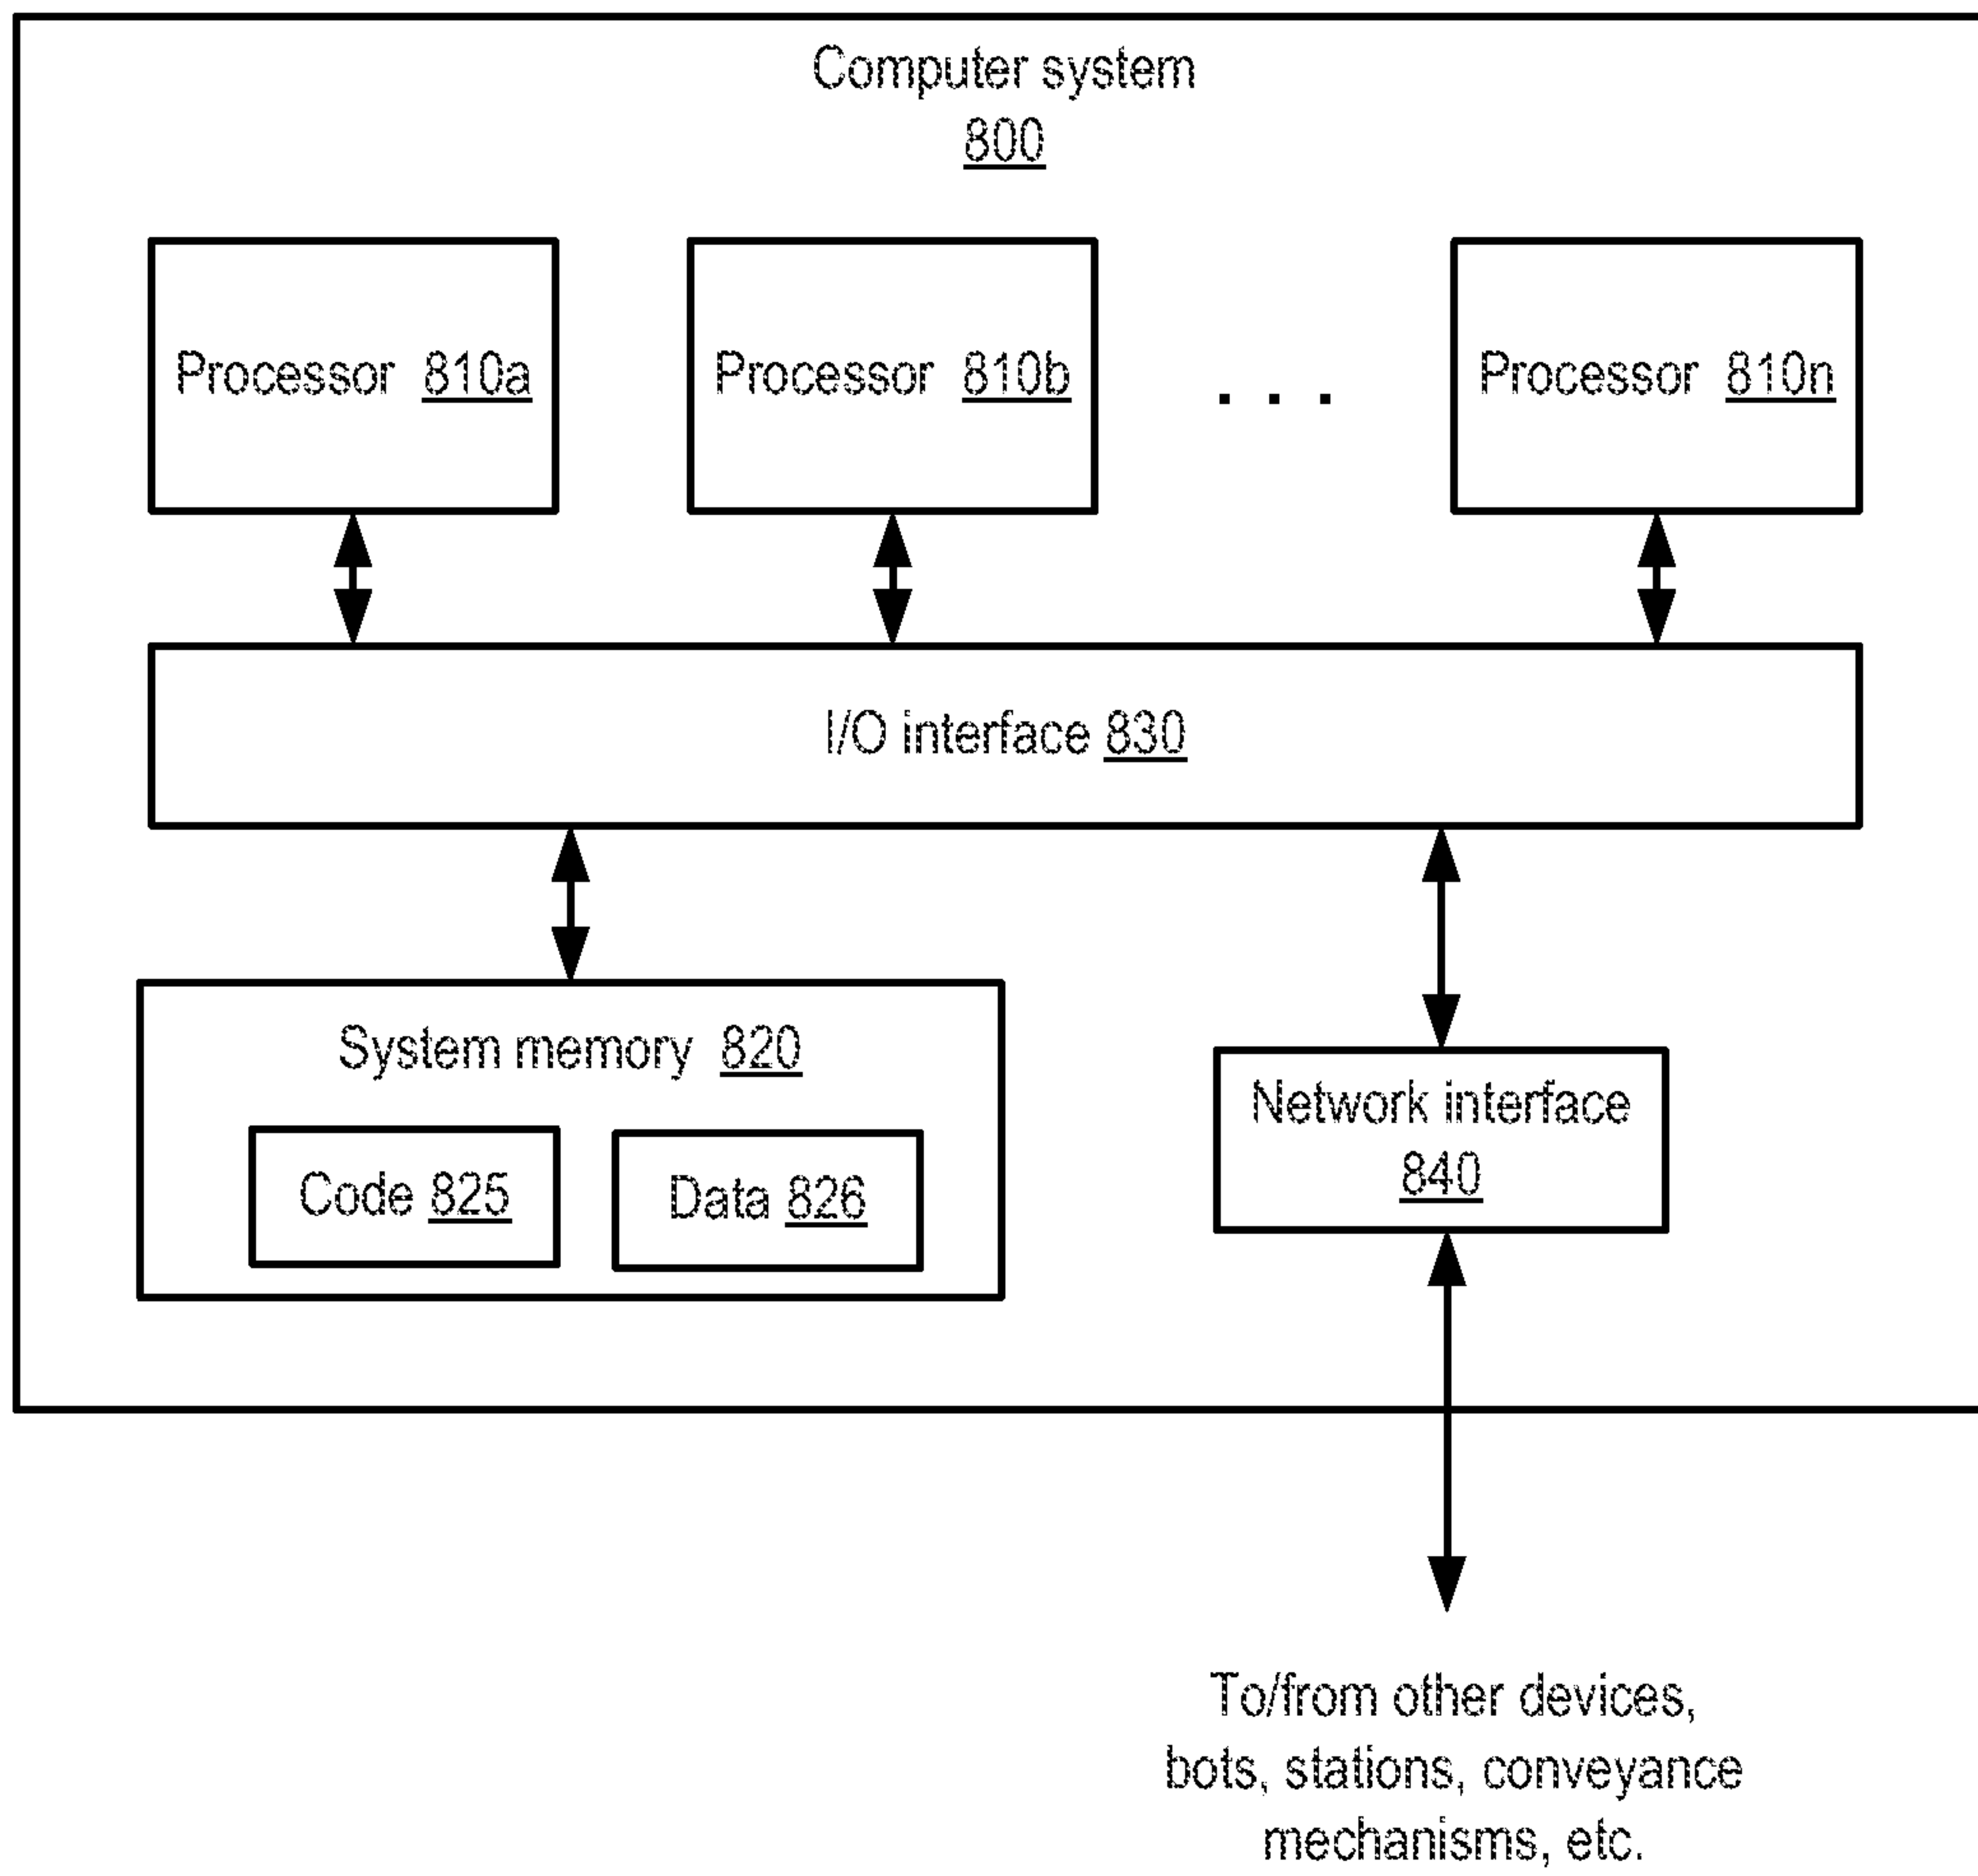 Computer system
800
Processor 810a
Processor 810b
. . .
Processor 810n
I/O interface 830
System memory 820
Code 825
Data 826
Network interface
840
To/from other devices,
bots, stations, conveyance
mechanisms, etc.